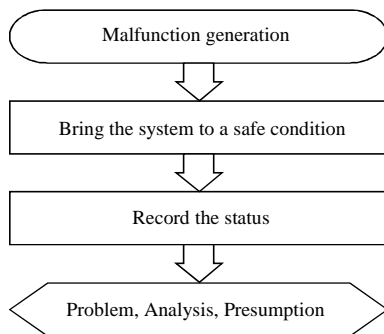 Malfunction generation
Bring the system to a safe condition
Record the status
Problem, Analysis, Presumption